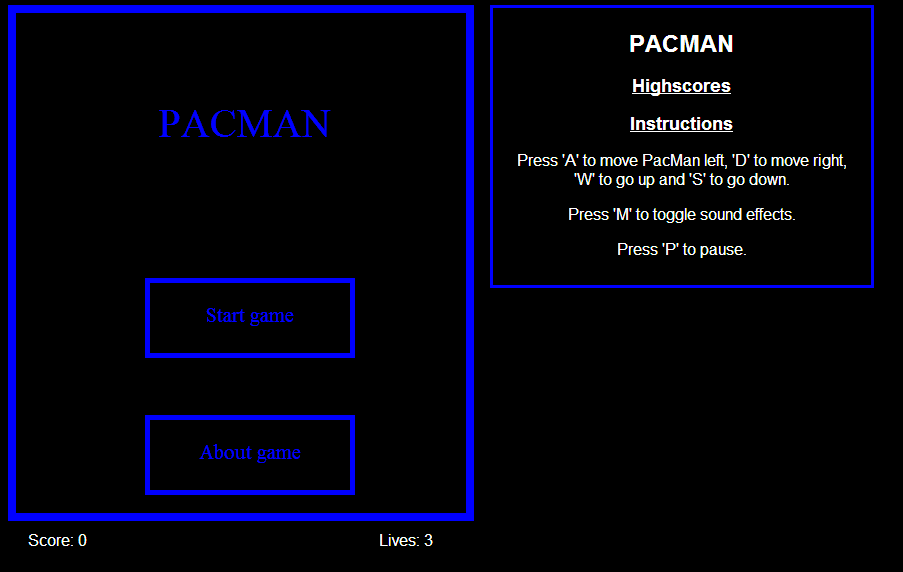 PACMAN
Start game
About game
Score: 0
Lives: 3
PACMAN
Highscores
Instructions
Press 'A' to move PacMan left, 'D' to move right,
'W' to go up and 'S' to go down.
Press 'M' to toggle sound effects.
Press 'P' to pause.